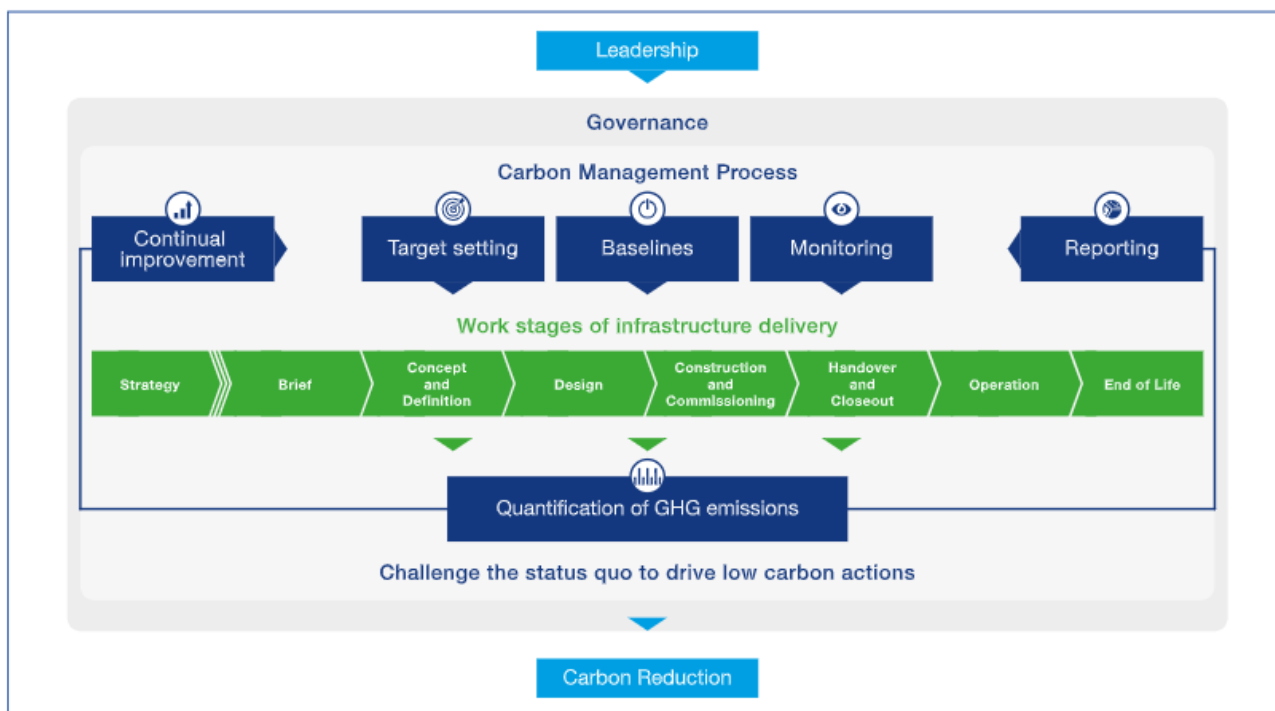 Leadership
Governance
Carbon Management Process
Continual
improvement
Target setting
Baselines
Monitoring
Reporting
Work stages of infrastructure delivery
Strategy
Brief
Concept
and
Definition
Design
Construction
and
Commissioning
Handover
and
Closeout
Operation
End of Life
Quantification of GHG emissions
Challenge the status quo to drive low carbon actions
Carbon Reduction